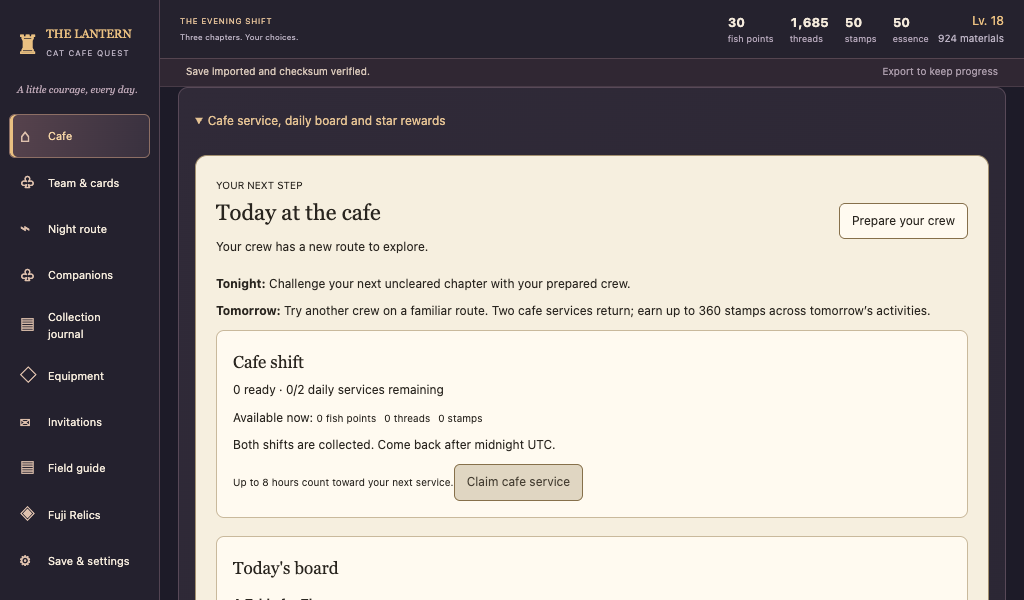 THE LANTERN
CAT CAFE QUEST
A little courage, every day.
Cafe
Team & cards
Night route
Companions
Collection
journal
Equipment
Invitations
Field guide
Fuji Relics
Save & settings
THE EVENING SHIFT
Three chapters. Your choices.
30
fish points
1,685
threads
50
stamps
50
essence
Lv. 18
924 materials
Save imported and checksum verified.
Export to keep progress
Cafe service, daily board and star rewards
YOUR NEXT STEP
Today at the cafe
Your crew has a new route to explore.
Prepare your crew
Tonight: Challenge your next uncleared chapter with your prepared crew.
Tomorrow: Try another crew on a familiar route. Two cafe services return; earn up to 360 stamps across tomorrow's activities.
Cafe shift
0 ready · 0/2 daily services remaining
Available now: 0 fish points 0 threads 0 stamps
Both shifts are collected. Come back after midnight UTC.
Up to 8 hours count toward your next service.
Claim cafe service
Today's board